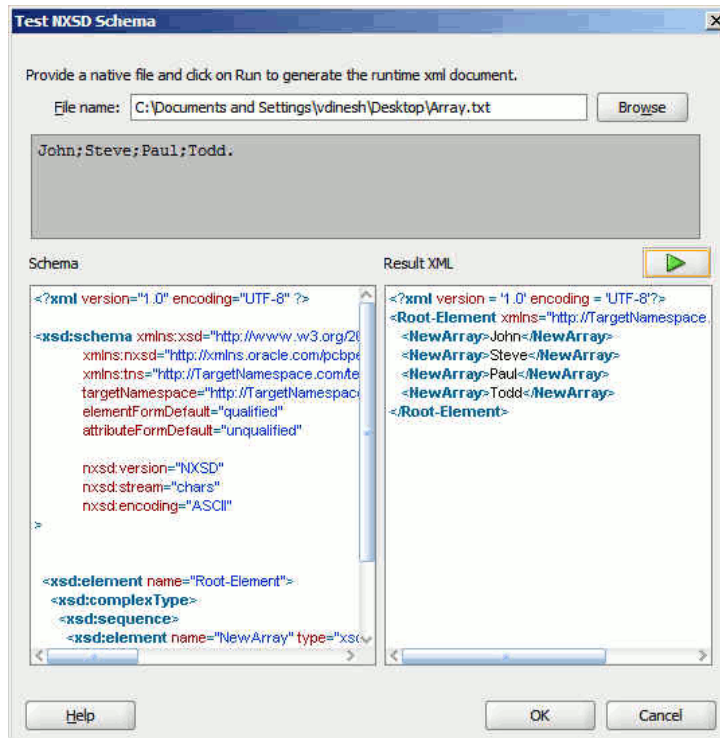 Test NXSD Schema
Provide a native file and click on Run to generate the runtime xml document.
File name: C:\Documents and Settings\vdinesh\Desktop\Array.txt Browse
John;Steve;Paul;Todd.
Schema
<?xml version="1.0" encoding="UTF-8" ?>
<xsd:schema xmlns:xsd="http://www.w3.org/20
xmlns:nxsd="http://xmlns.oracle.com/pcbpe
xmlns:tns="http://TargetNamespace.com/te
targetNamespace="http://TargetNamespac
elementFormDefault="qualified"
attributeFormDefault="unqualified"
nxsd:version="NXSD"
nxsd:stream="chars"
nxsd:encoding="ASCII"
>
<xsd:element name="Root-Element">
<xsd:complexType>
<xsd:sequence>
<xsd:element name="NewArray" type="xsd
Result XML
<?xml version = '1.0' encoding = 'UTF-8'?>
<Root-Element xmlns="http://TargetNamespace.
<NewArray>John</NewArray>
<NewArray>Steve</NewArray>
<NewArray>Paul</NewArray>
<NewArray>Todd</NewArray>
</Root-Element>
Help OK Cancel